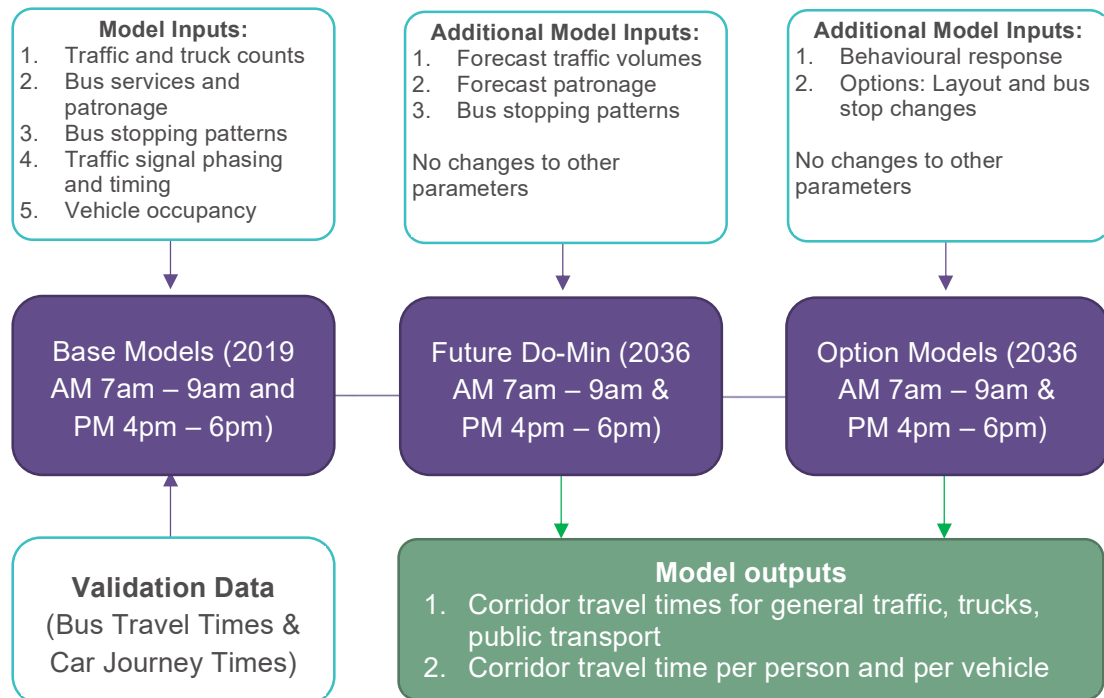 Model Inputs:
1. Traffic and truck counts
2. Bus services and
patronage
3. Bus stopping patterns
4. Traffic signal phasing
and timing
5. Vehicle occupancy
Additional Model Inputs:
1. Forecast traffic volumes
2. Forecast patronage
3. Bus stopping patterns
No changes to other
parameters
Additional Model Inputs:
1. Behavioural response
2. Options: Layout and bus
stop changes
No changes to other
parameters
Base Models (2019
AM 7am – 9am and
PM 4pm – 6pm)
Future Do-Min (2036
AM 7am – 9am &
PM 4pm – 6pm)
Option Models (2036
AM 7am – 9am &
PM 4pm – 6pm)
Validation Data
(Bus Travel Times &
Car Journey Times)
Model outputs
1. Corridor travel times for general traffic, trucks,
public transport
2. Corridor travel time per person and per vehicle